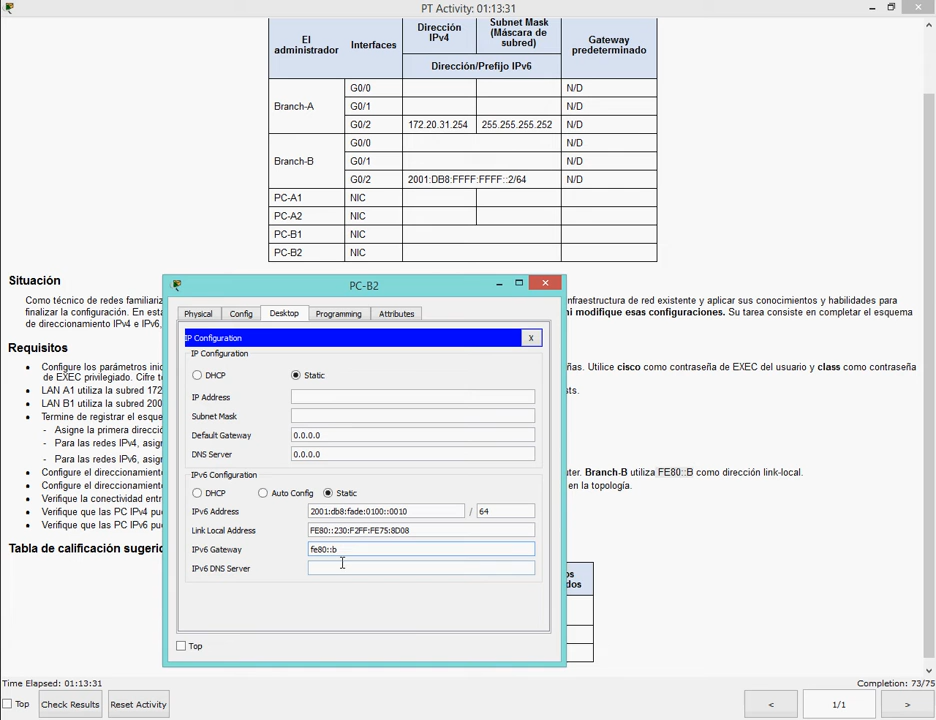 PT Activity: 01:13:31
El administrador
Interfaces
Dirección IPv4
Subnet Mask (Máscara de subred)
Gateway predeterminado
Dirección/Prefijo IPv6
Branch-A
G0/0
N/D
G0/1
N/D
G0/2 172.20.31.254 255.255.255.252 N/D
Branch-B
G0/0
N/D
G0/1
N/D
G0/2 2001:DB8:FFFF:FFFF::2/64 N/D
PC-A1 NIC
PC-A2 NIC
PC-B1 NIC
PC-B2 NIC
Situación
Como técnico de redes familiariz
nfraestructura de red existente y aplicar sus conocimientos y habilidades para
finalizar la configuración. En esta
ni modifique esas configuraciones. Su tarea consiste en completar el esquema
de direccionamiento IPv4 e IPv6,
Requisitos
Configure los parámetros inic
ñas. Utilice cisco como contraseña de EXEC del usuario y class como contraseña
de EXEC privilegiado. Cifre t
LAN A1 utiliza la subred 172
sts.
LAN B1 utiliza la subred 200
Termine de registrar el esque
- Asigne la primera direcci
- Para las redes IPv4, asign
- Para las redes IPv6, asign
Configure el direccionamiento
uter. Branch-B utiliza FE80::B como dirección link-local.
Configure el direccionamiento
en la topología.
Verifique la conectividad entr
Verifique que las PC IPv4 pu
Verifique que las PC IPv6 pu
Tabla de calificación sugerid
os
dos
PC-B2
Physical Config Desktop Programming Attributes
IP Configuration X
IP Configuration
DHCP Static
IP Address
Subnet Mask
Default Gateway 0.0.0.0
DNS Server 0.0.0.0
IPv6 Configuration
DHCP Auto Config Static
IPv6 Address 2001:db8:fade:0100::0010 / 64
Link Local Address FE80::230:F2FF:FE75:8D08
IPv6 Gateway fe80::b
IPv6 DNS Server
Top
Time Elapsed: 01:13:31 Completion: 73/75
Top Check Results Reset Activity < 1/1 >